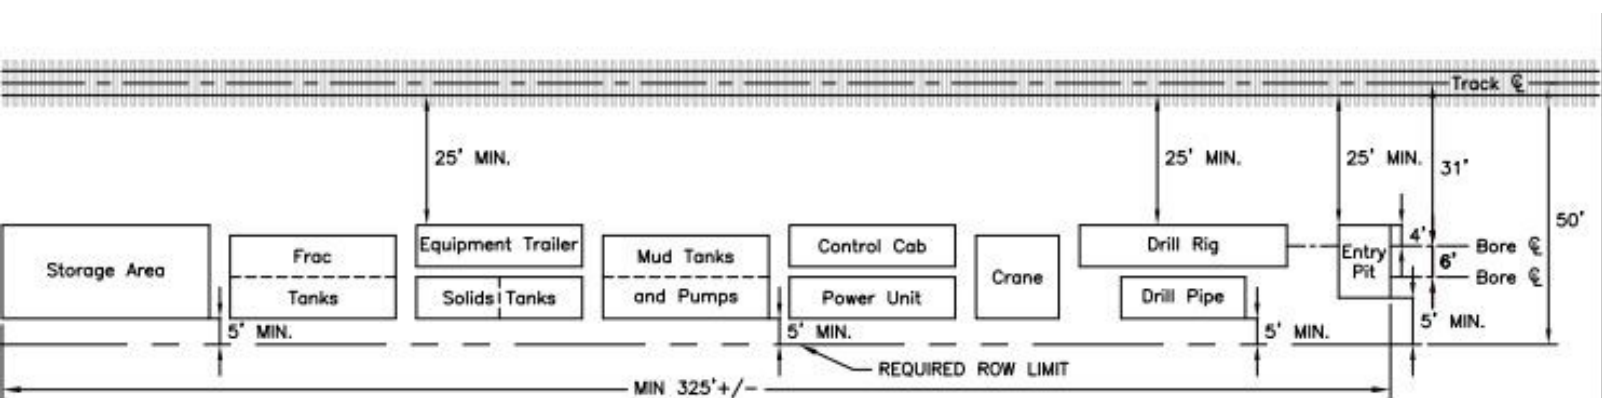 Track ℄
25' MIN.
25' MIN.
25' MIN.
31'
50'
Storage Area
Frac
Tanks
Equipment Trailer
Solids Tanks
Mud Tanks
and Pumps
Control Cab
Power Unit
Crane
Drill Rig
Drill Pipe
Entry
Pit
4'
6'
Bore ℄
Bore ℄
5' MIN.
5' MIN.
5' MIN.
5' MIN.
REQUIRED ROW LIMIT
MIN 325'+/-